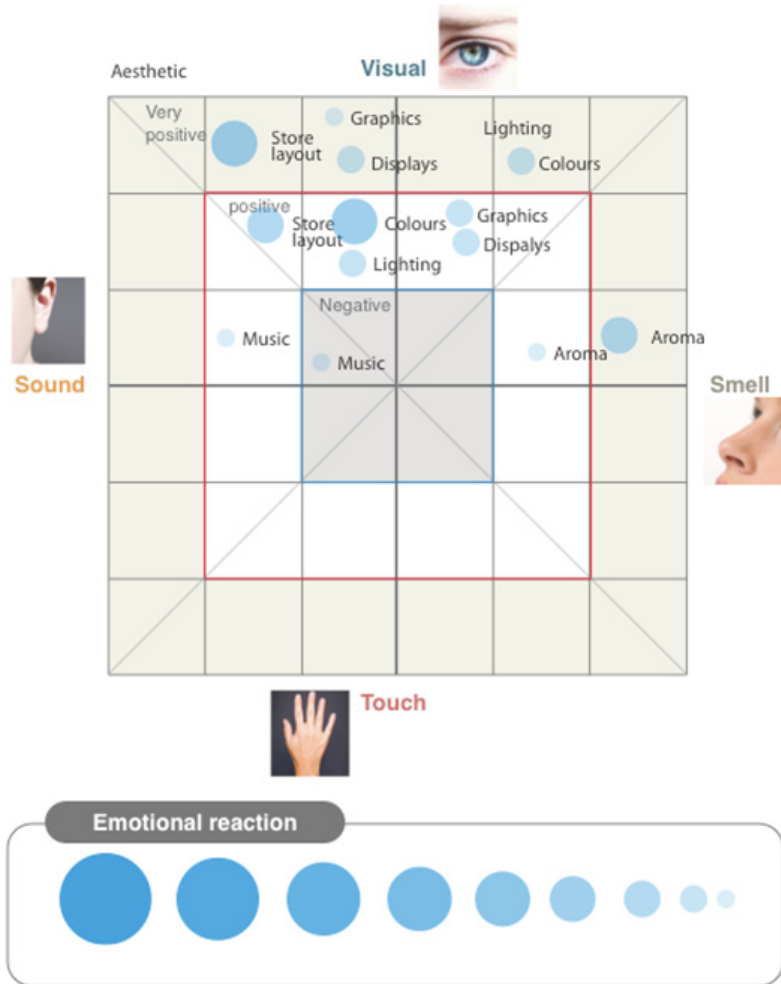 Aesthetic
Visual
Very
positive
Graphics
Lighting
Store
layout
Displays
Colours
positive
Store
layout
Colours
Graphics
Dispalys
Lighting
Negative
Music
Music
Aroma
Aroma
Sound
Smell
Touch
Emotional reaction